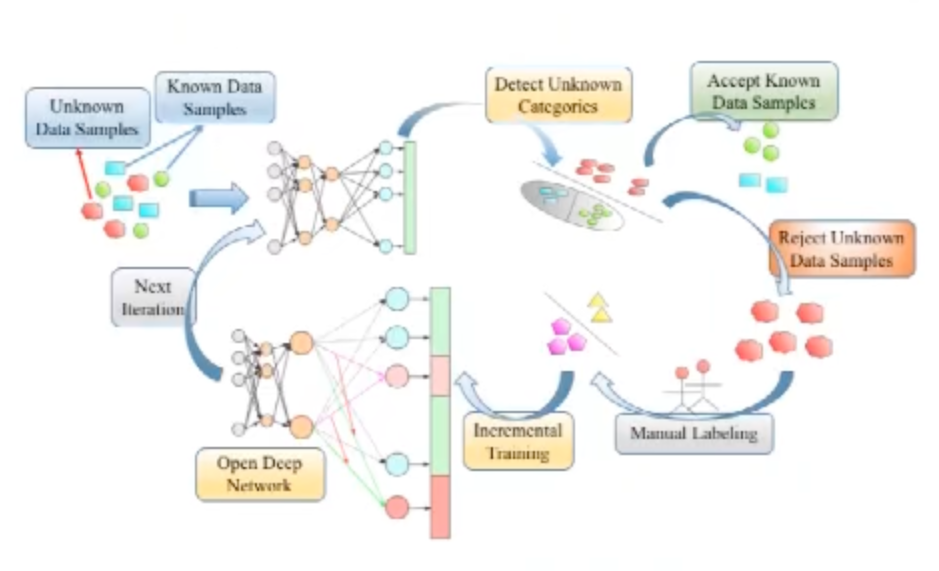 Unknown
Data Samples
Known Data
Samples
Detect Unknown
Categories
Accept Known
Data Samples
Reject Unknown
Data Samples
Next
Iteration
Open Deep
Network
Incremental
Training
Manual Labeling